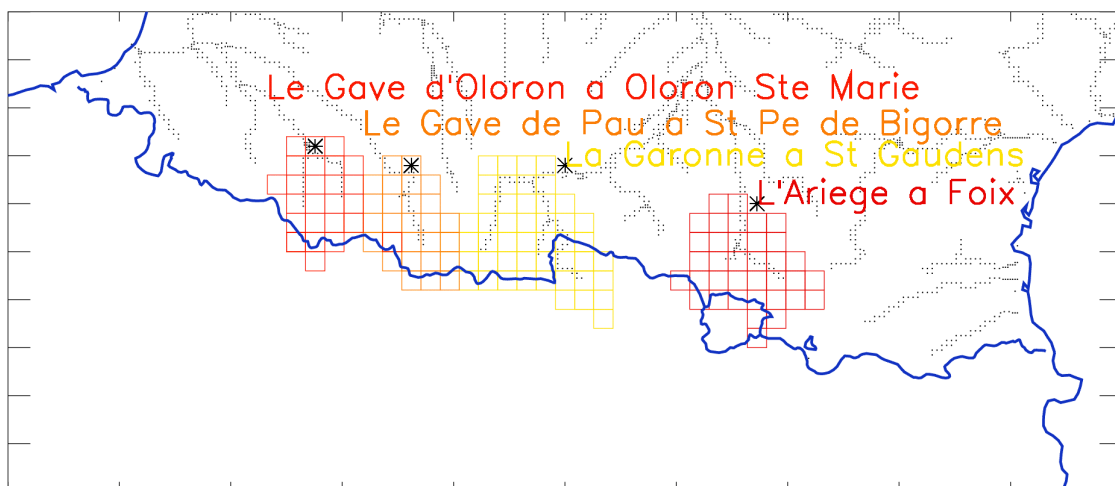 Le Gave d'Oloron a Oloron Ste Marie
Le Gave de Pau a St Pe de Bigorre
La Garonne a St Gaudens
L'Ariege a Foix